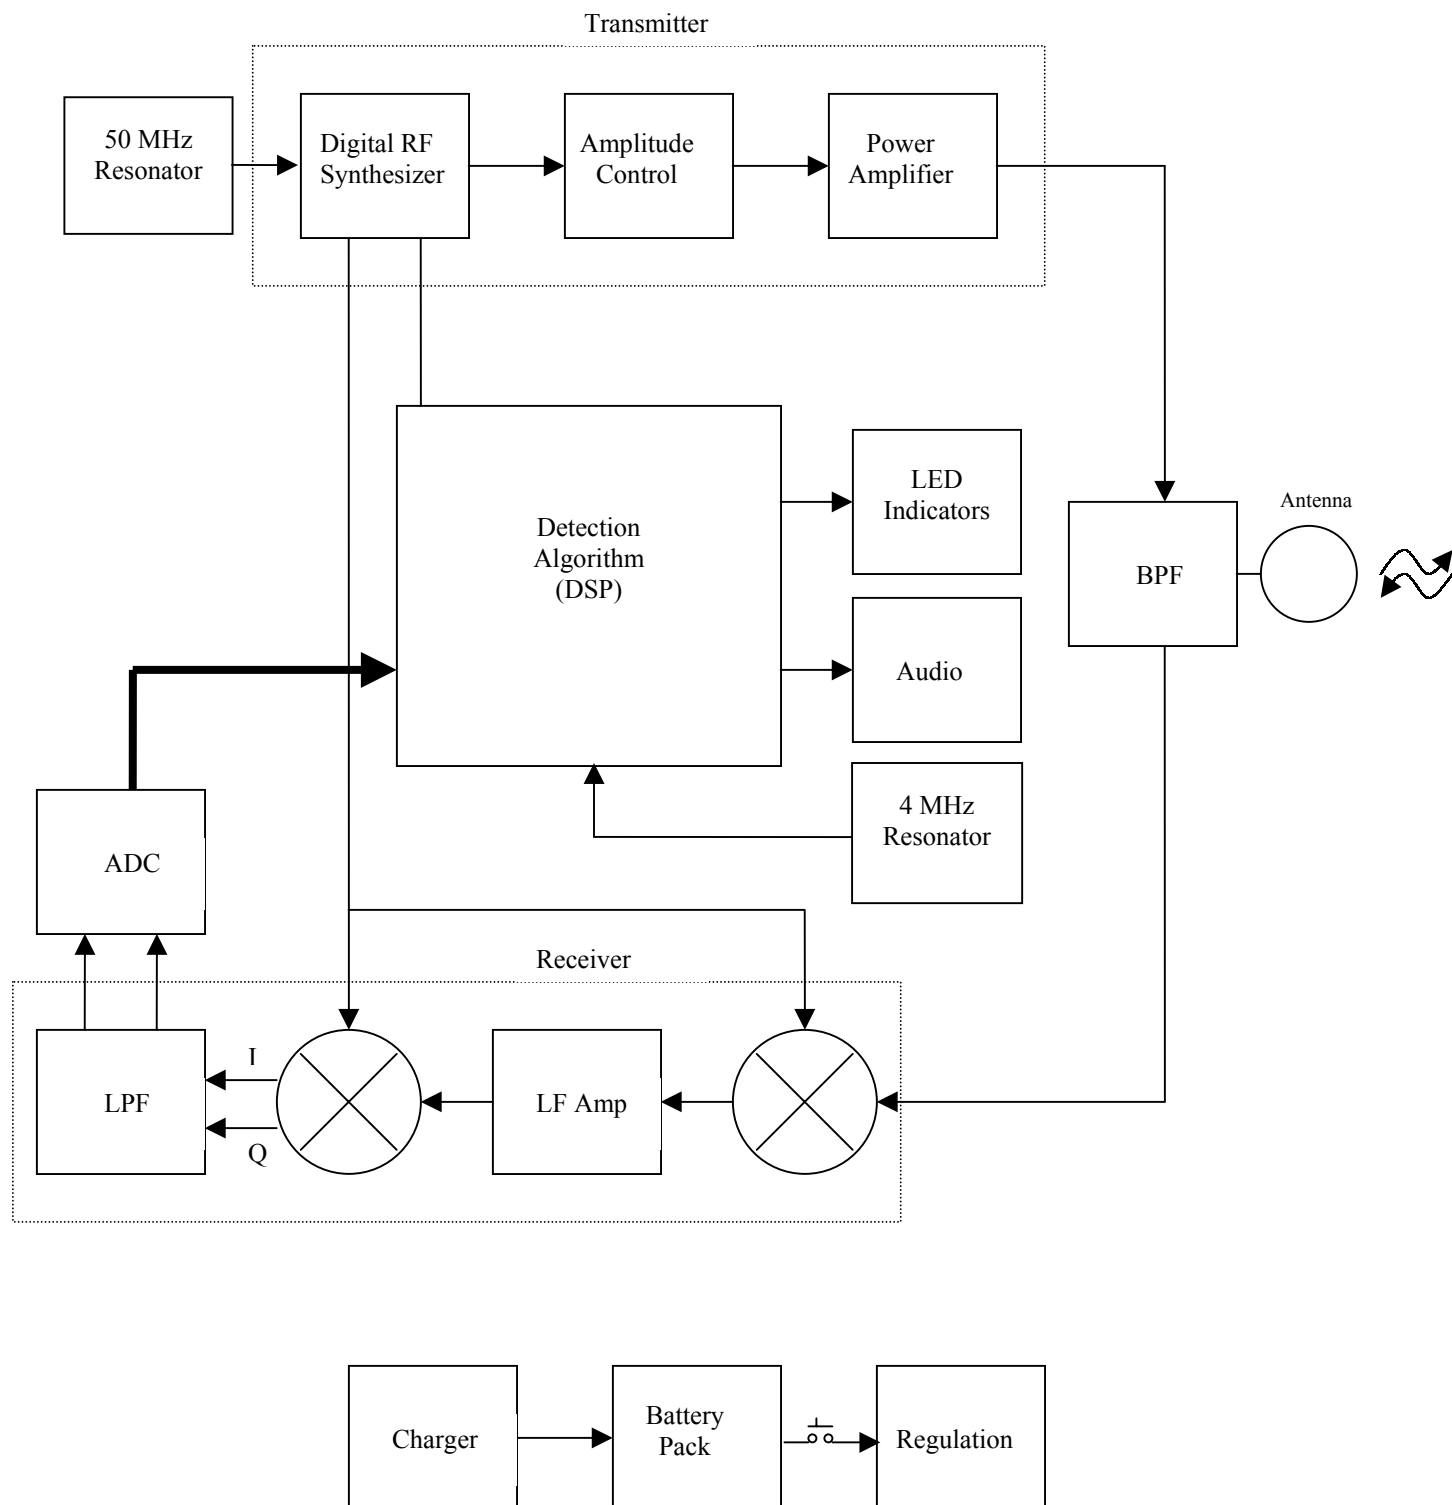 Transmitter
50 MHz
Resonator
Digital RF
Synthesizer
Amplitude
Control
Power
Amplifier
Detection
Algorithm
(DSP)
LED
Indicators
Antenna
BPF
Audio
4 MHz
Resonator
ADC
Receiver
I
LPF
Q
LF Amp
Charger
Battery
Pack
Regulation